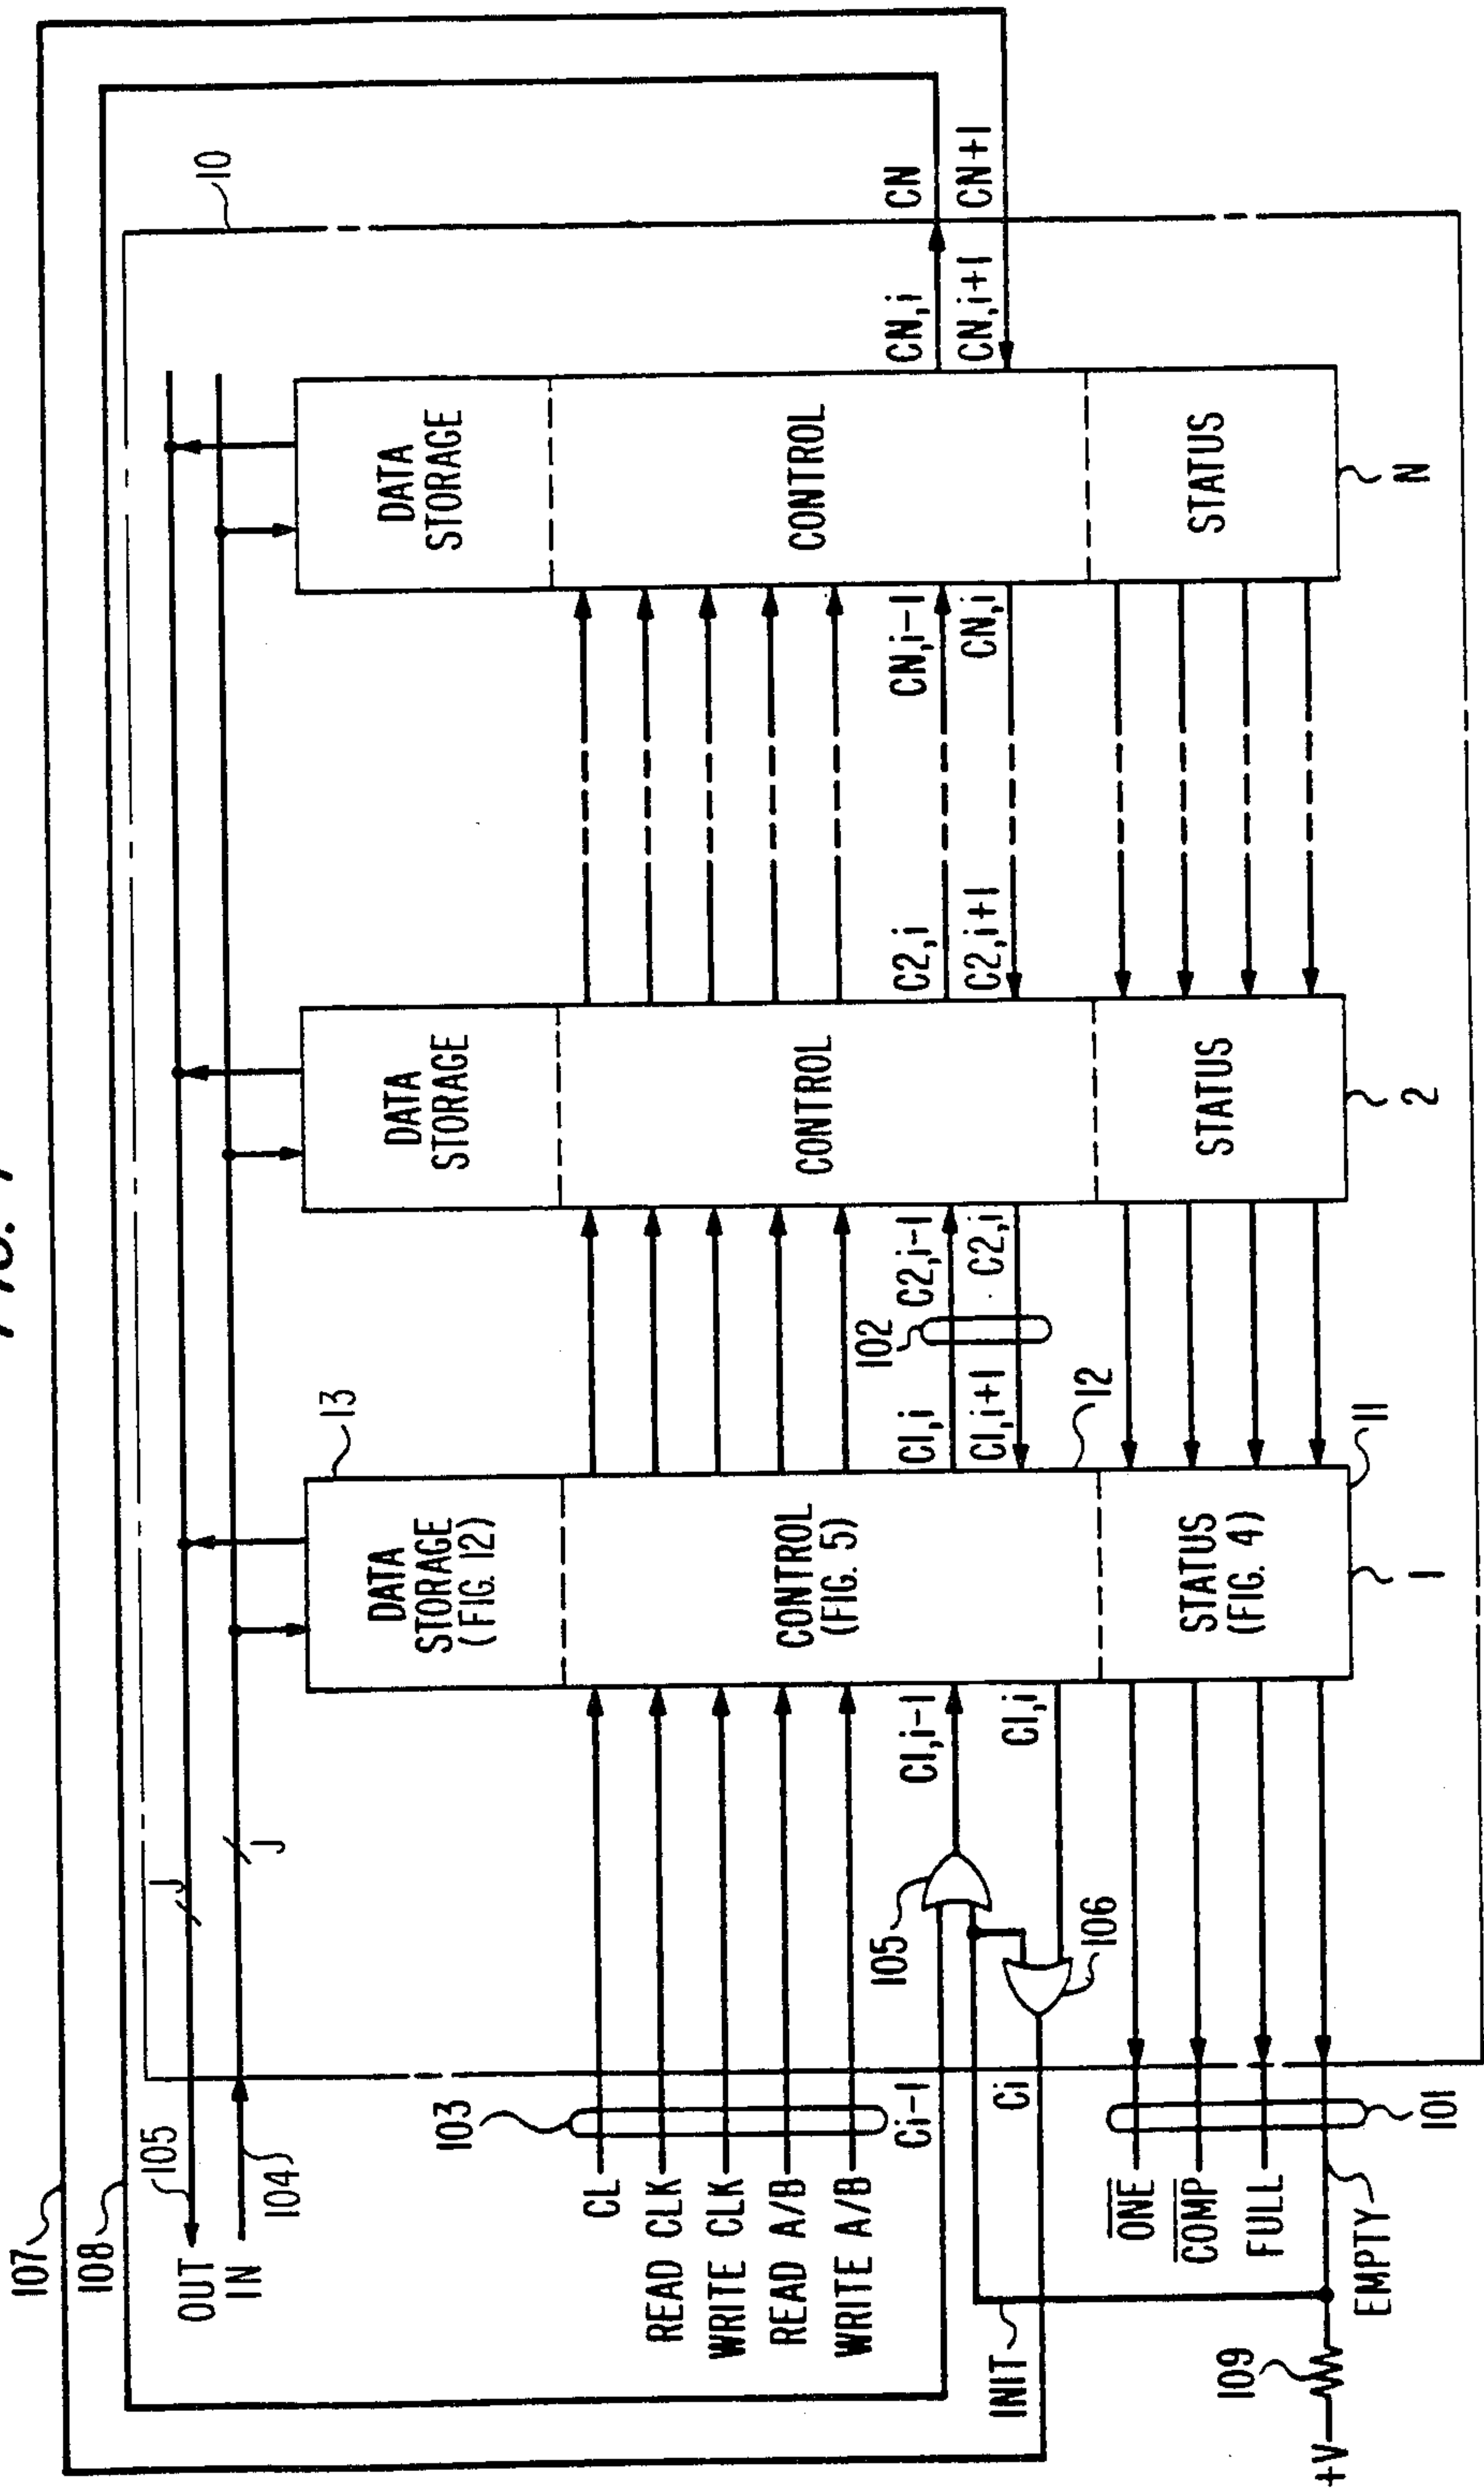 FIG. 1
107
108
10
OUT
105
IN
104
J
J
13
DATA
STORAGE
(FIG. 12)
DATA
STORAGE
DATA
STORAGE
103
CL
READ CLK
WRITE CLK
READ A/B
WRITE A/B
CONTROL
(FIG. 5)
CONTROL
CONTROL
Ci-1
Ci
105
106
C1,i-1
C1,i
C1,i
C1,i+1
102
C2,i-1
C2,i
C2,i
C2,i+1
CN,i-1
CN,i
CN,i
CN,i+1
CN
CN+1
12
INIT
ONE
COMP
FULL
EMPTY
101
109
+V
STATUS
(FIG. 4)
STATUS
STATUS
11
1
2
N